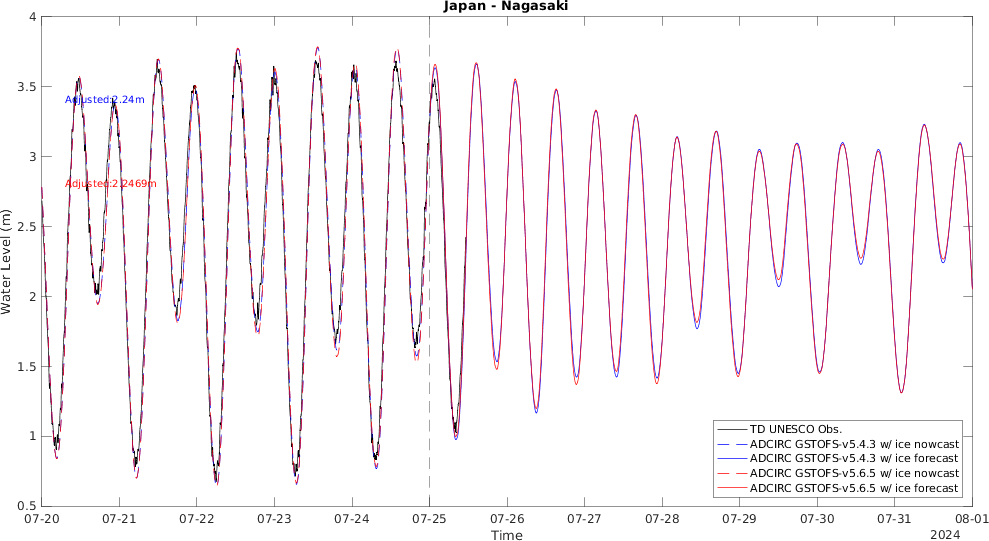 Japan - Nagasaki
4
3.5
3
2.5
2
1.5
1
0.5
Water Level (m)
Adjusted:2.24m
Adjusted:2.2469m
TD UNESCO Obs.
ADCIRC GSTOFS-v5.4.3 w/ ice nowcast
ADCIRC GSTOFS-v5.4.3 w/ ice forecast
ADCIRC GSTOFS-v5.6.5 w/ ice nowcast
ADCIRC GSTOFS-v5.6.5 w/ ice forecast
07-20 07-21 07-22 07-23 07-24 07-25 07-26 07-27 07-28 07-29 07-30 07-31 08-01
Time
2024